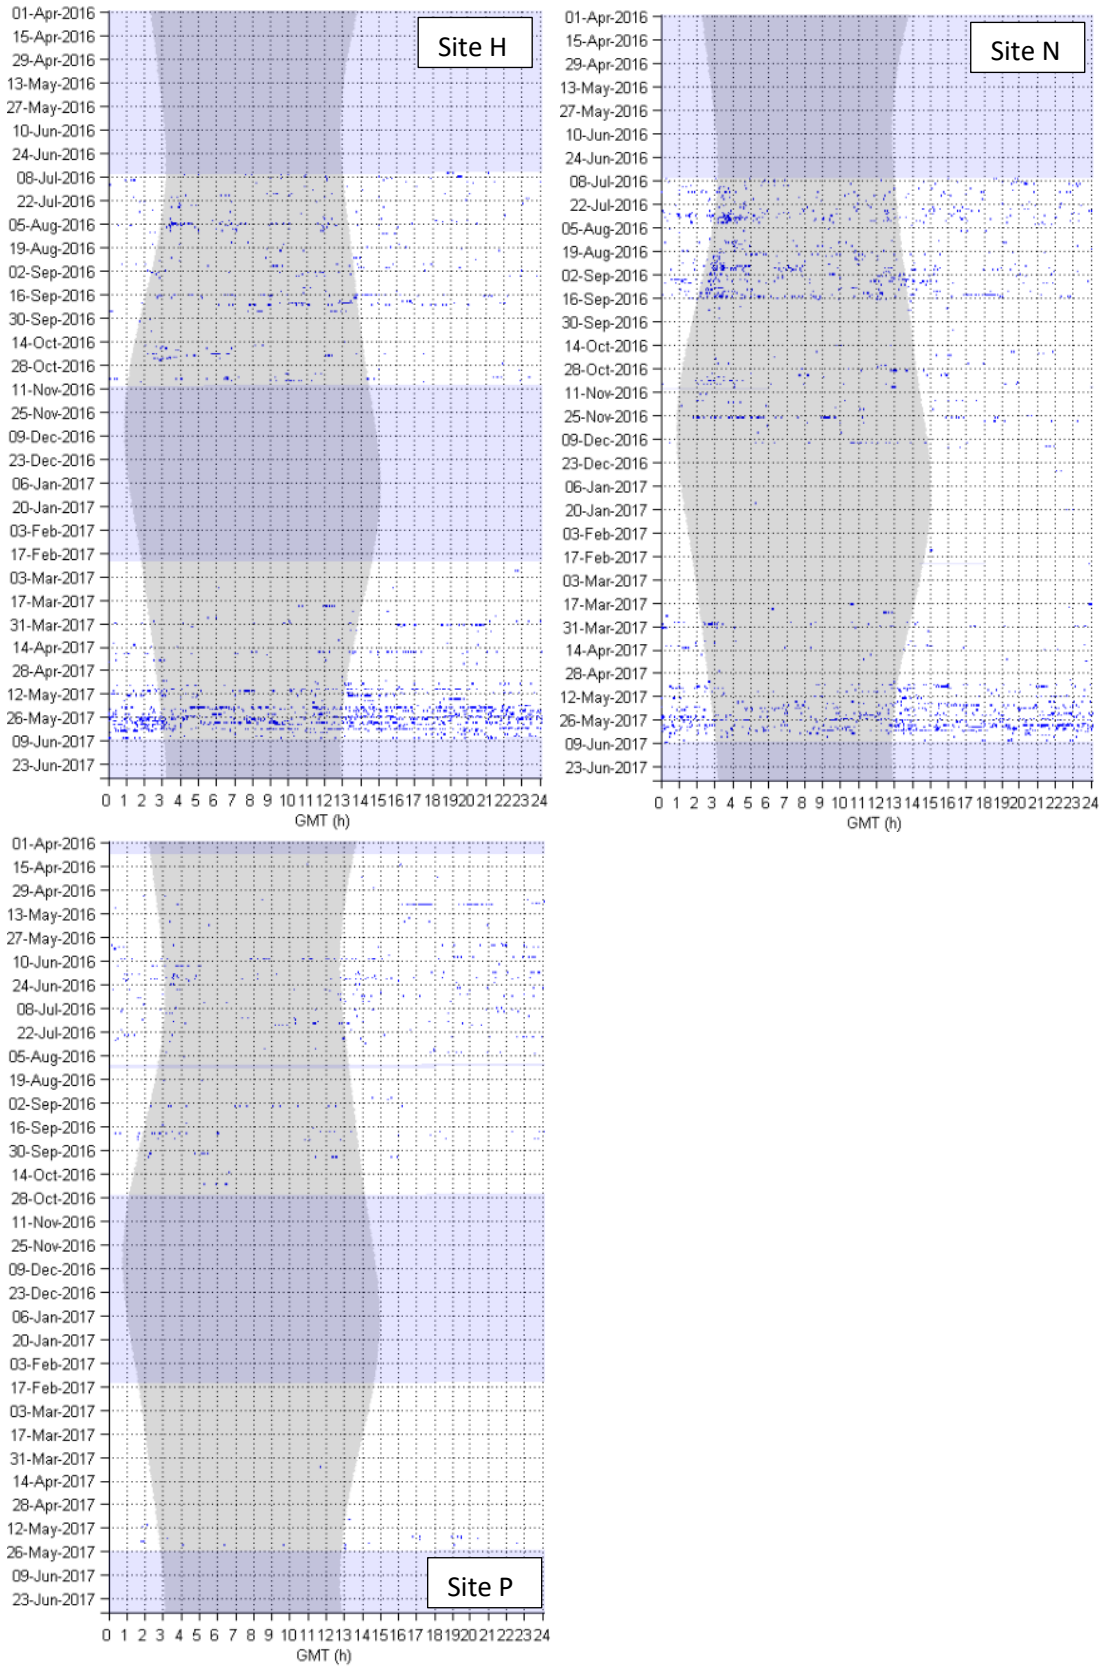 Site H
01-Apr-2016
15-Apr-2016
29-Apr-2016
13-May-2016
27-May-2016
10-Jun-2016
24-Jun-2016
08-Jul-2016
22-Jul-2016
05-Aug-2016
19-Aug-2016
02-Sep-2016
16-Sep-2016
30-Sep-2016
14-Oct-2016
28-Oct-2016
11-Nov-2016
25-Nov-2016
09-Dec-2016
23-Dec-2016
06-Jan-2017
20-Jan-2017
03-Feb-2017
17-Feb-2017
03-Mar-2017
17-Mar-2017
31-Mar-2017
14-Apr-2017
28-Apr-2017
12-May-2017
26-May-2017
09-Jun-2017
23-Jun-2017
0 1 2 3 4 5 6 7 8 9 10 11 12 13 14 15 16 17 18 19 20 21 22 23 24
GMT (h)
Site N
01-Apr-2016
15-Apr-2016
29-Apr-2016
13-May-2016
27-May-2016
10-Jun-2016
24-Jun-2016
08-Jul-2016
22-Jul-2016
05-Aug-2016
19-Aug-2016
02-Sep-2016
16-Sep-2016
30-Sep-2016
14-Oct-2016
28-Oct-2016
11-Nov-2016
25-Nov-2016
09-Dec-2016
23-Dec-2016
06-Jan-2017
20-Jan-2017
03-Feb-2017
17-Feb-2017
03-Mar-2017
17-Mar-2017
31-Mar-2017
14-Apr-2017
28-Apr-2017
12-May-2017
26-May-2017
09-Jun-2017
23-Jun-2017
0 1 2 3 4 5 6 7 8 9 10 11 12 13 14 15 16 17 18 19 20 21 22 23 24
GMT (h)
01-Apr-2016
15-Apr-2016
29-Apr-2016
13-May-2016
27-May-2016
10-Jun-2016
24-Jun-2016
08-Jul-2016
22-Jul-2016
05-Aug-2016
19-Aug-2016
02-Sep-2016
16-Sep-2016
30-Sep-2016
14-Oct-2016
28-Oct-2016
11-Nov-2016
25-Nov-2016
09-Dec-2016
23-Dec-2016
06-Jan-2017
20-Jan-2017
03-Feb-2017
17-Feb-2017
03-Mar-2017
17-Mar-2017
31-Mar-2017
14-Apr-2017
28-Apr-2017
12-May-2017
26-May-2017
09-Jun-2017
23-Jun-2017
Site P
0 1 2 3 4 5 6 7 8 9 10 11 12 13 14 15 16 17 18 19 20 21 22 23 24
GMT (h)